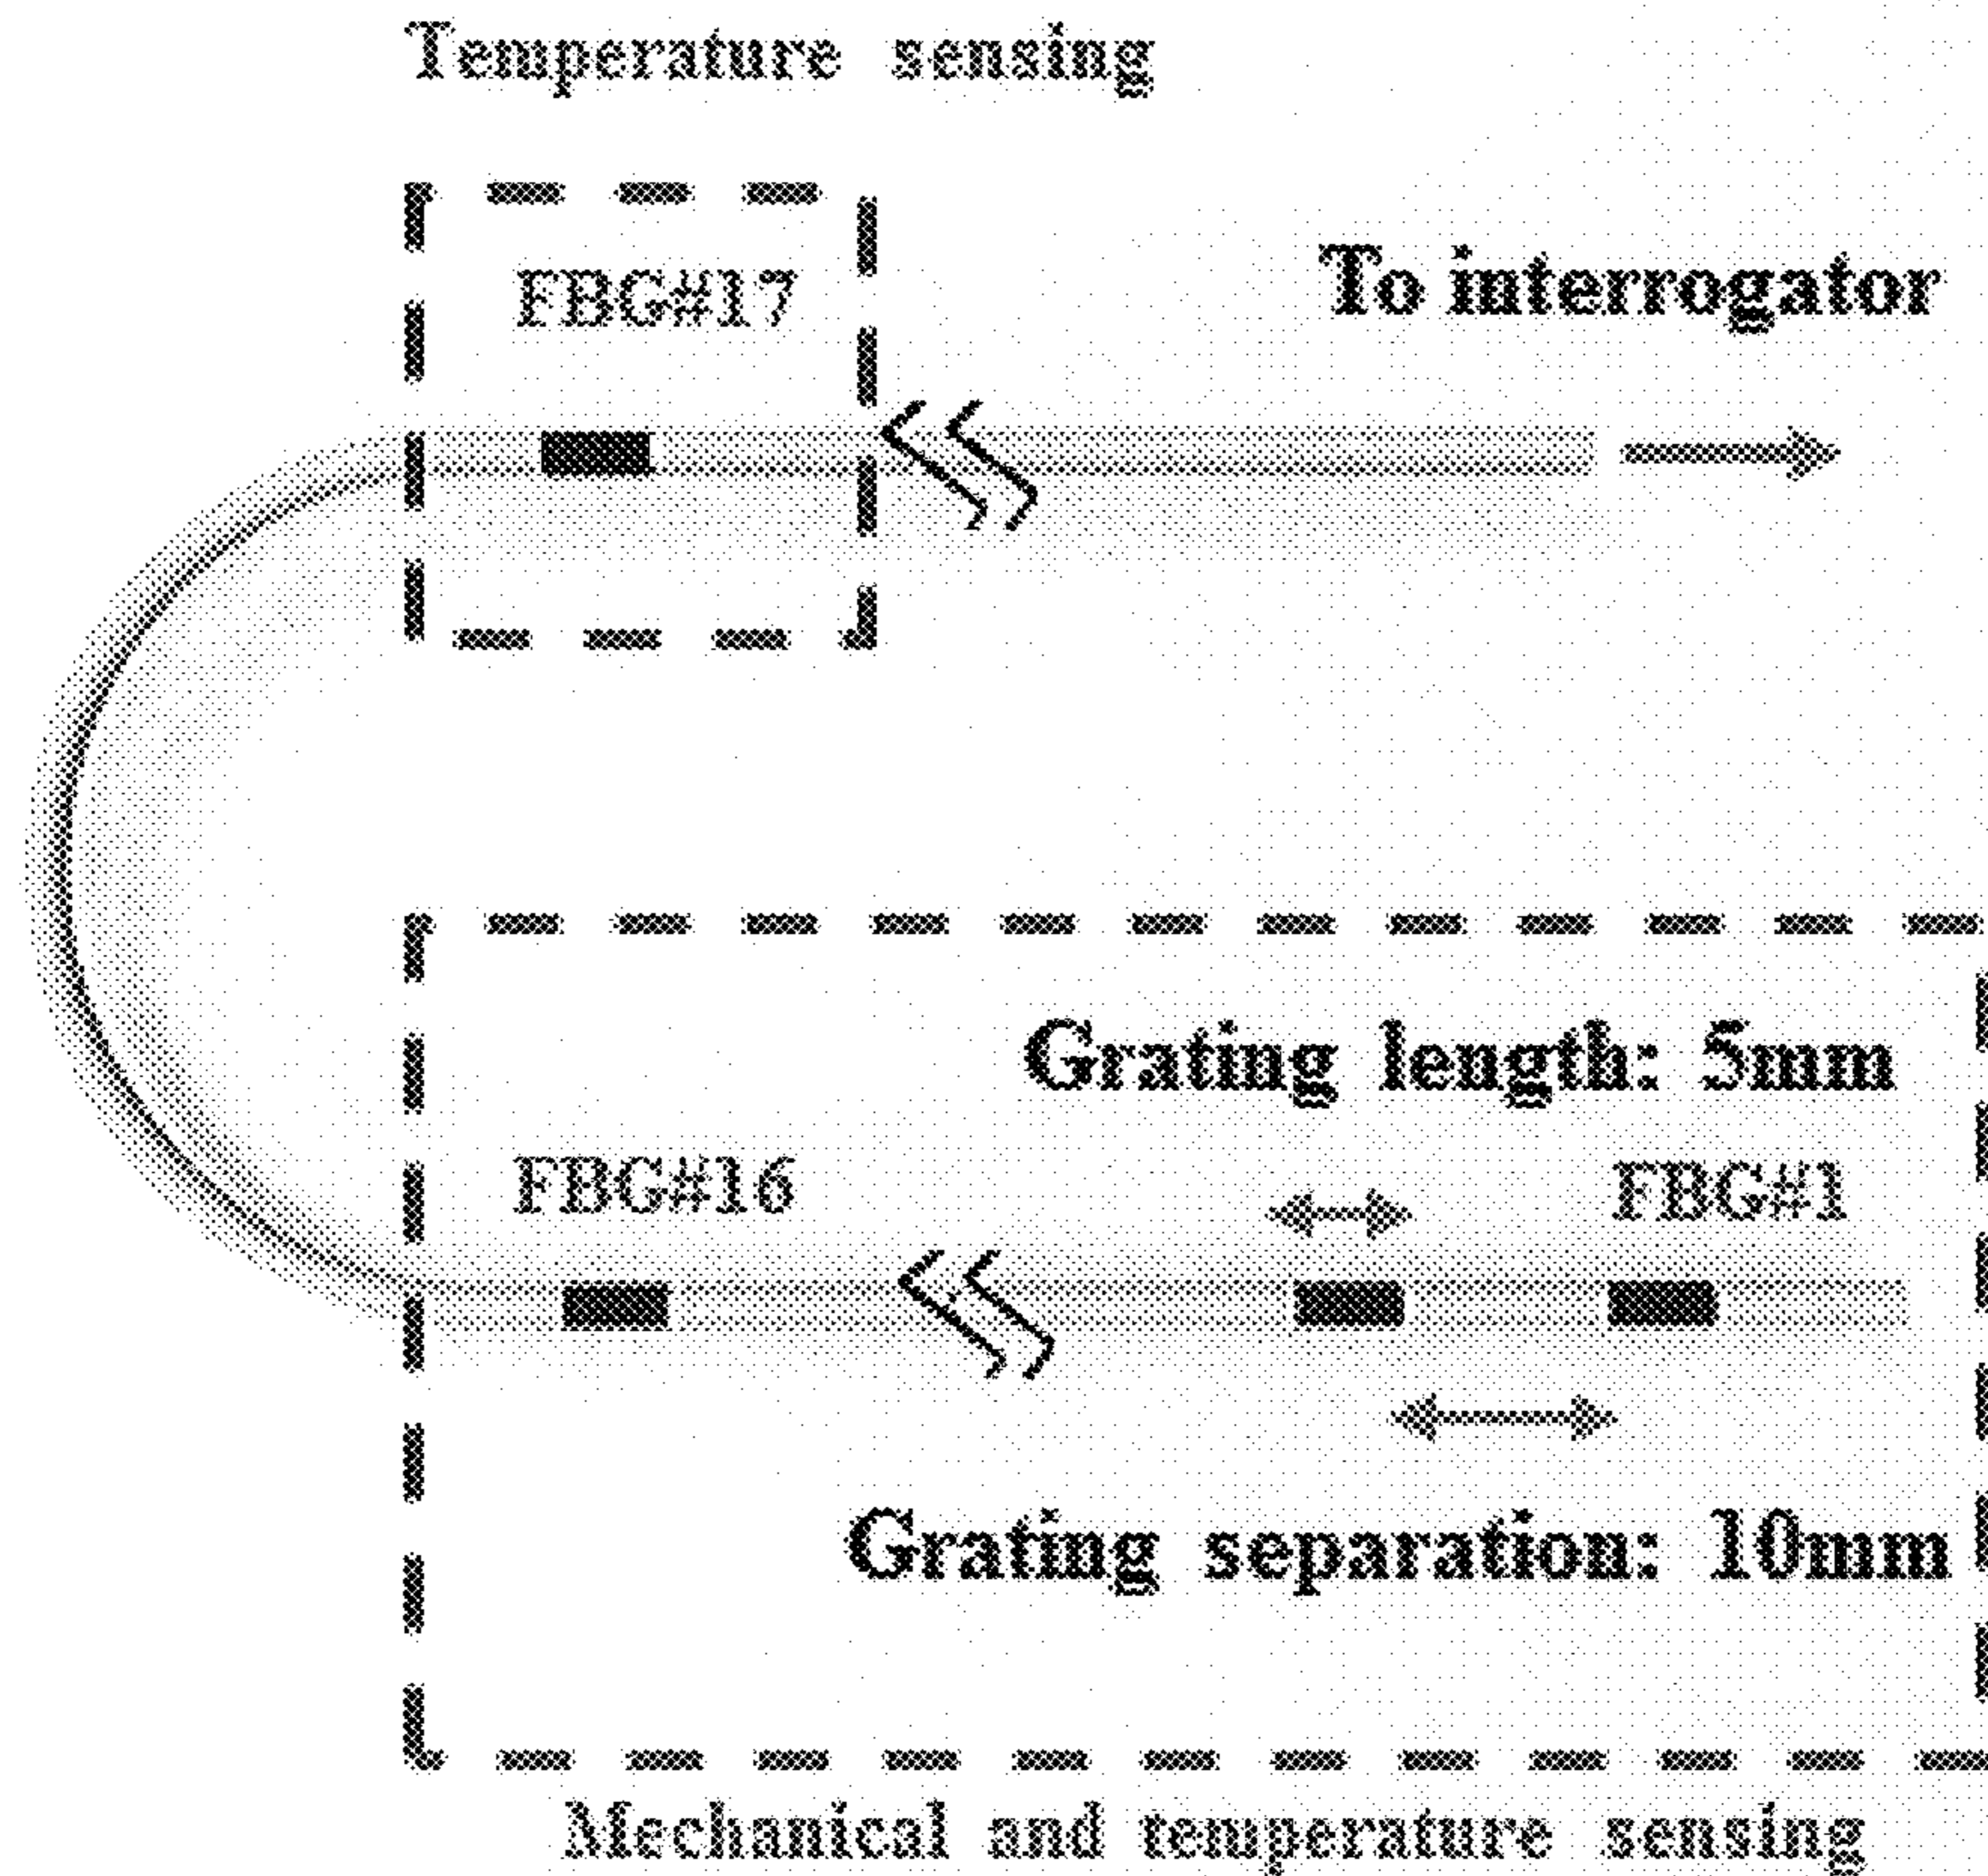 Temperature sensing
FBG#17
To interrogator
Grating length: 5mm
FBG#16
FBG#1
Grating separation: 10mm
Mechanical and temperature sensing